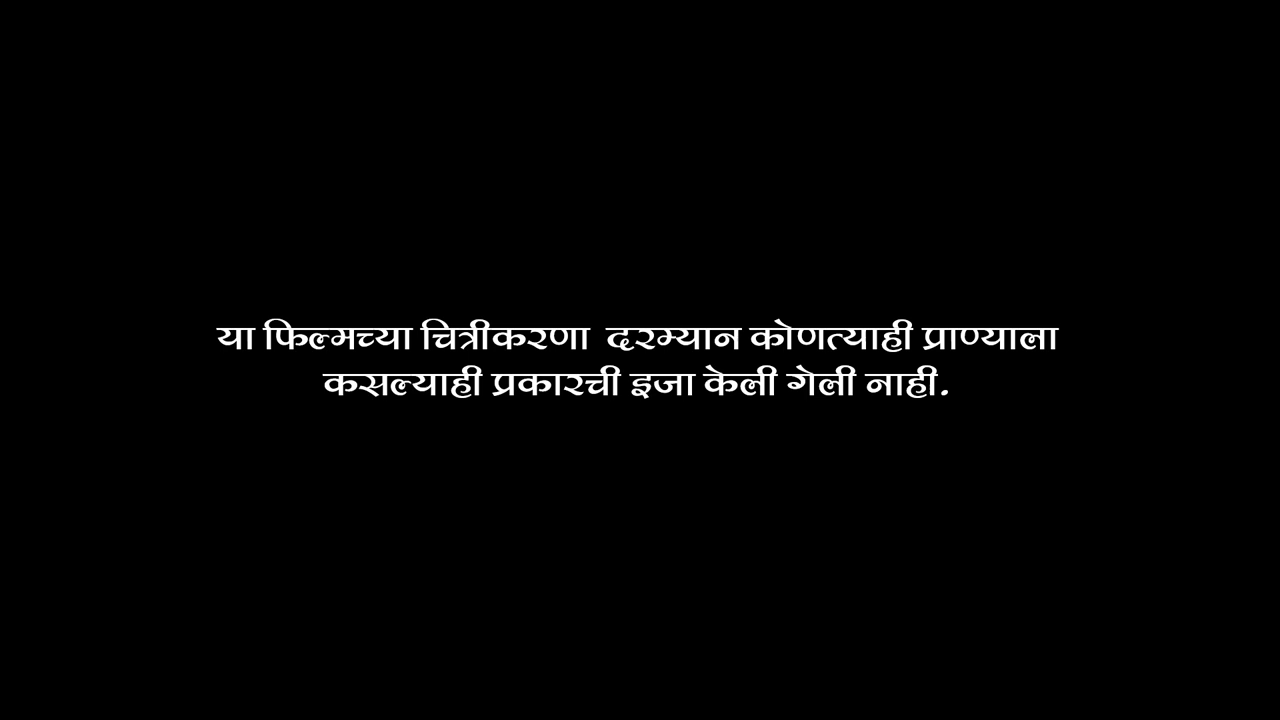 या फिल्मच्या चित्रीकरणा दरम्यान कोणत्याही प्राण्याला
कसल्याही प्रकारची इजा केली गेली नाही.